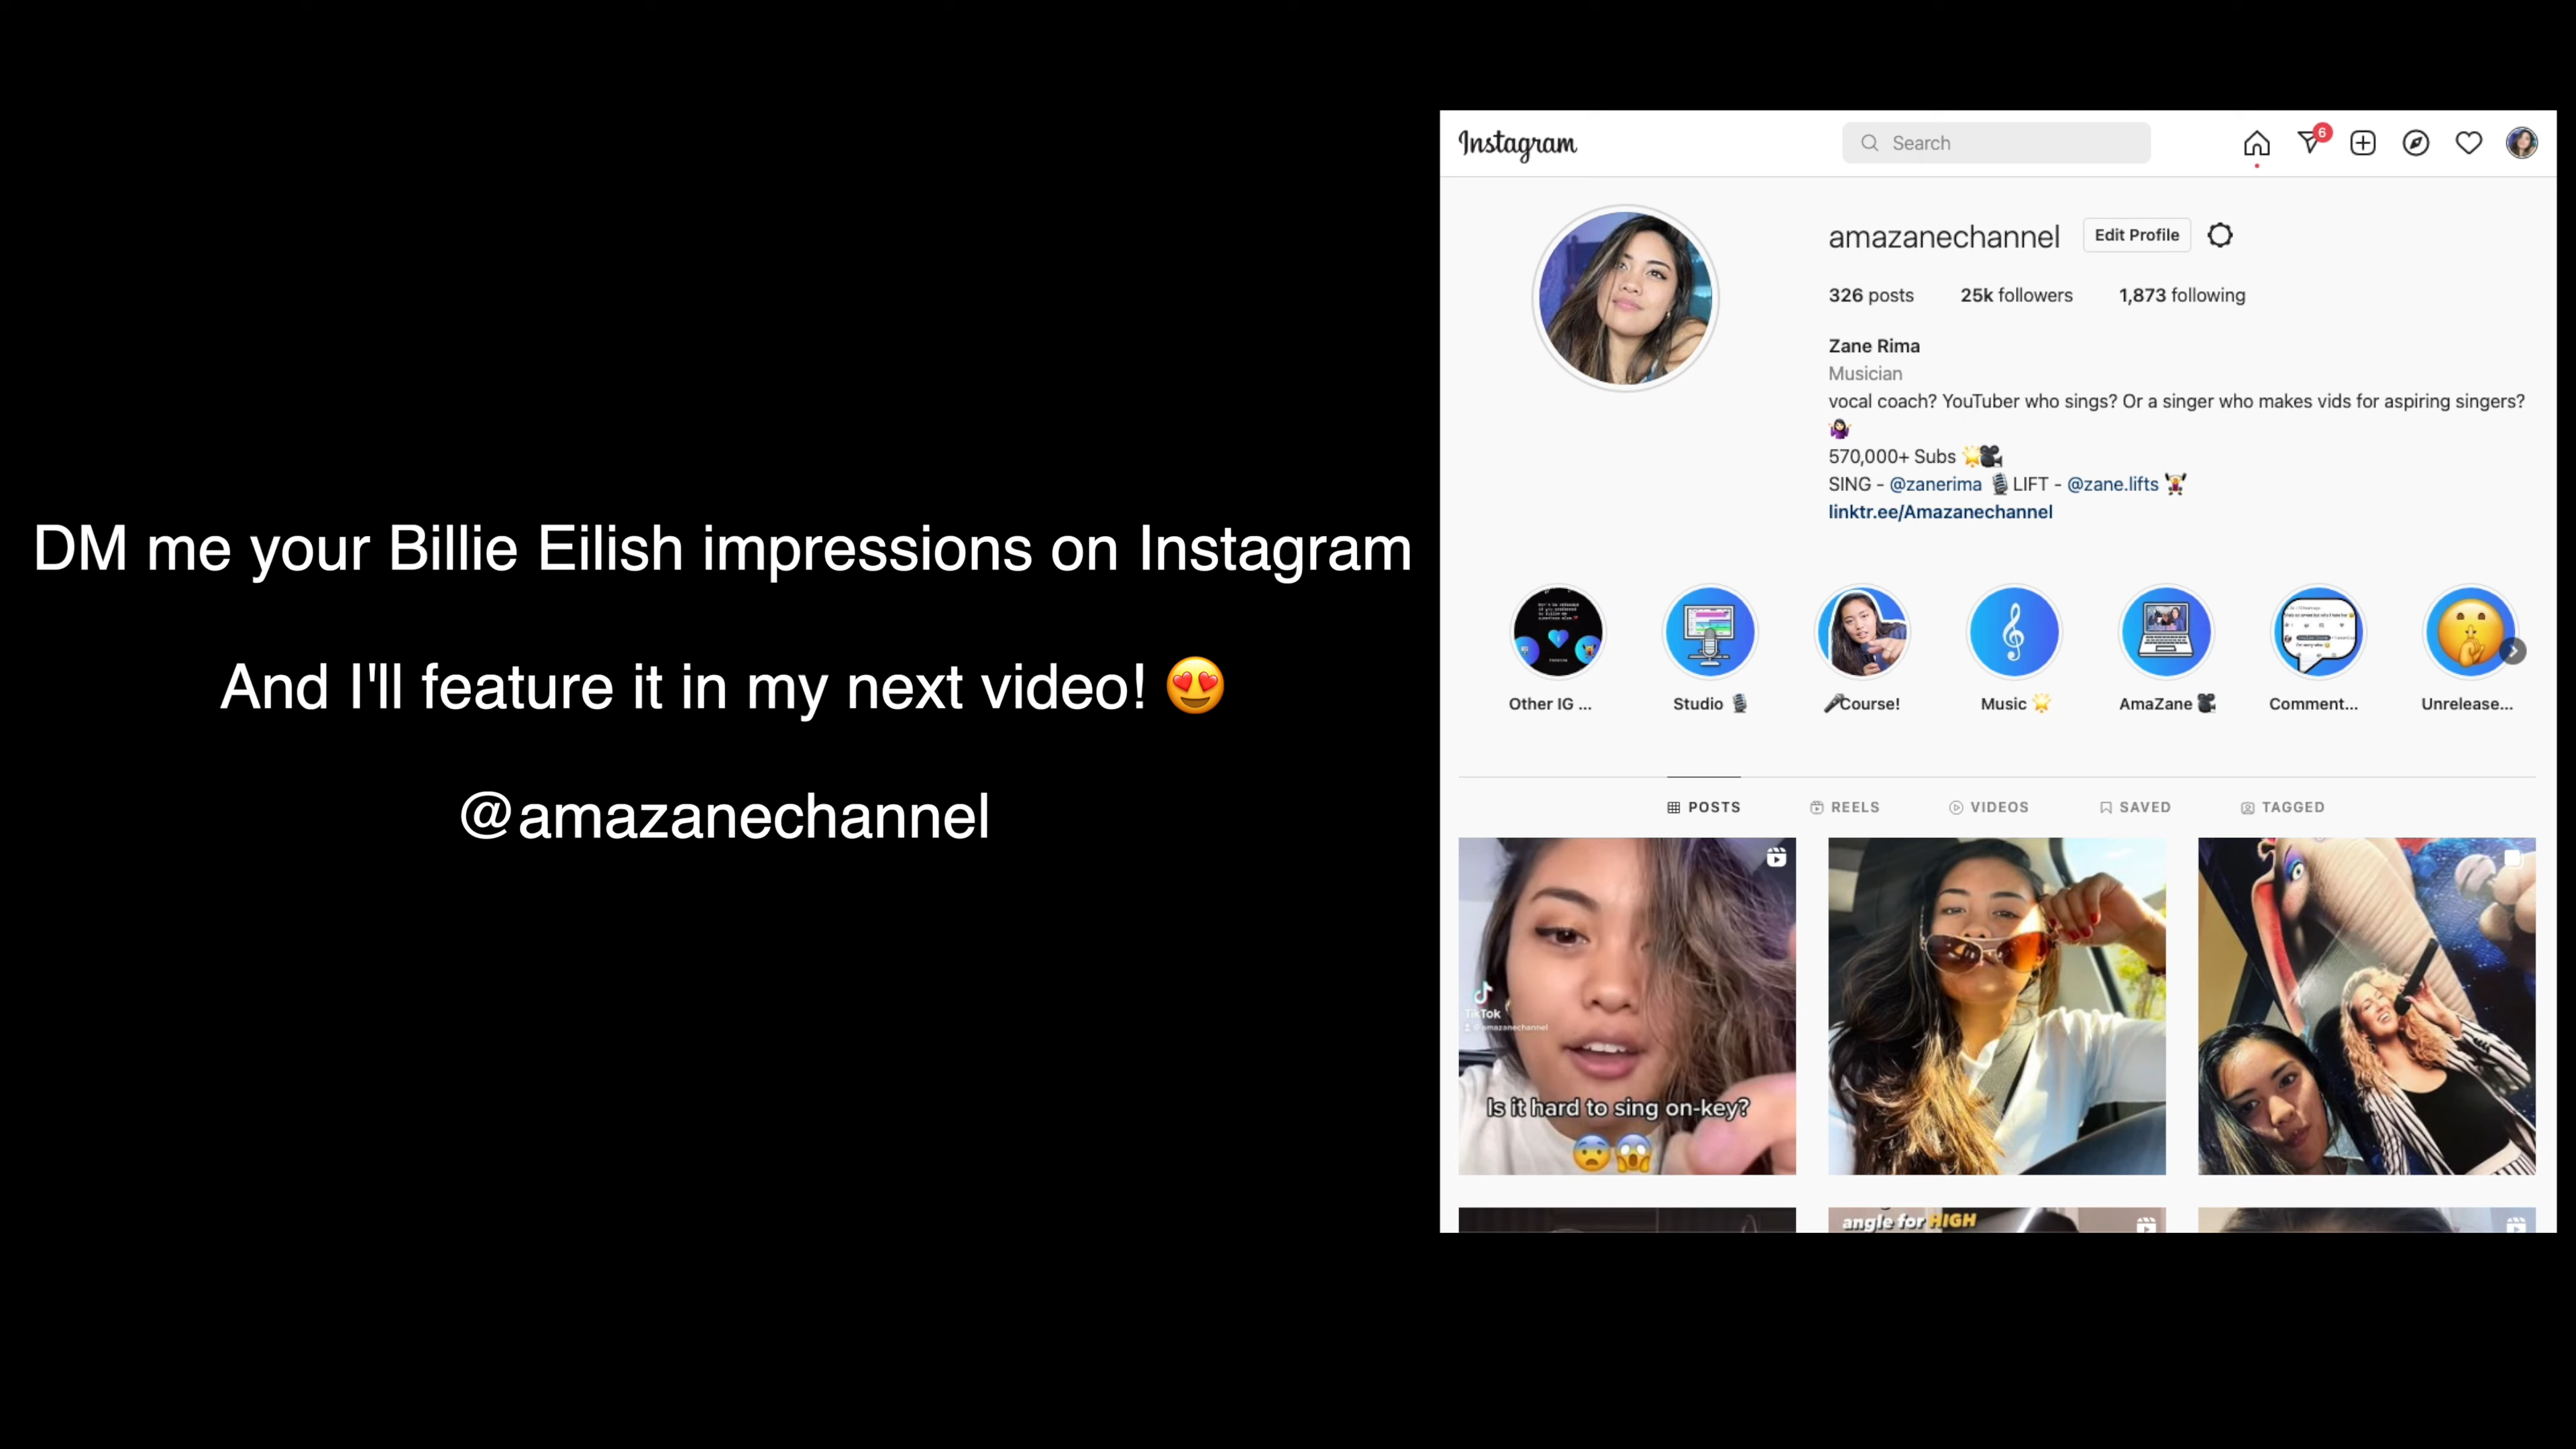 DM me your Billie Eilish impressions on Instagram
And I'll feature it in my next video! 😍
@amazanechannel
Instagram
Search
6
amazanechannel Edit Profile
326 posts 25k followers 1,873 following
Zane Rima
Musician
vocal coach? YouTuber who sings? Or a singer who makes vids for aspiring singers?
🤷🏻‍♀️
570,000+ Subs 🌟🎥
SING - @zanerima 🎙LIFT - @zane.lifts 🏋🏻‍♀️
linktr.ee/Amazanechannel
Other IG ... Studio 🎙 🎤Course! Music 🌟 AmaZane 🎥 Comment... Unrelease...
POSTS REELS VIDEOS SAVED TAGGED
TikTok
@amazanechannel
Is it hard to sing on-key?
😨😱
angle for HIGH